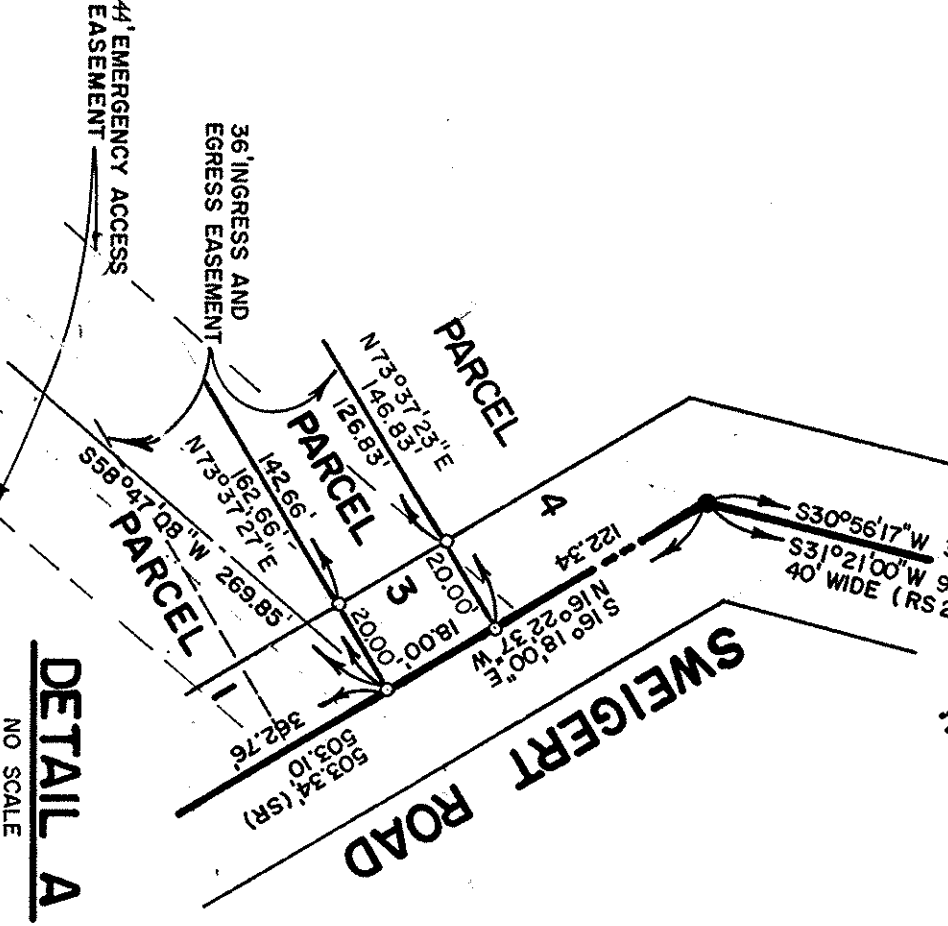 44' EMERGENCY ACCESS
EASEMENT
36' INGRESS AND
EGRESS EASEMENT
PARCEL
4
N73°37'23"E
146.83'
126.83'
PARCEL
3
142.66'
162.66'
N73°37'27"E
S58°47'08"W 269.85'
PARCEL
1
20.00'
20.00'
18.00'
122.34
S16°18'00"E
N16°22'37"W
362.76'
503.34'(SR)
503.10'
S30°56'17"W
S31°21'00"W
40' WIDE (RS
SWEIGERT ROAD
DETAIL A
NO SCALE